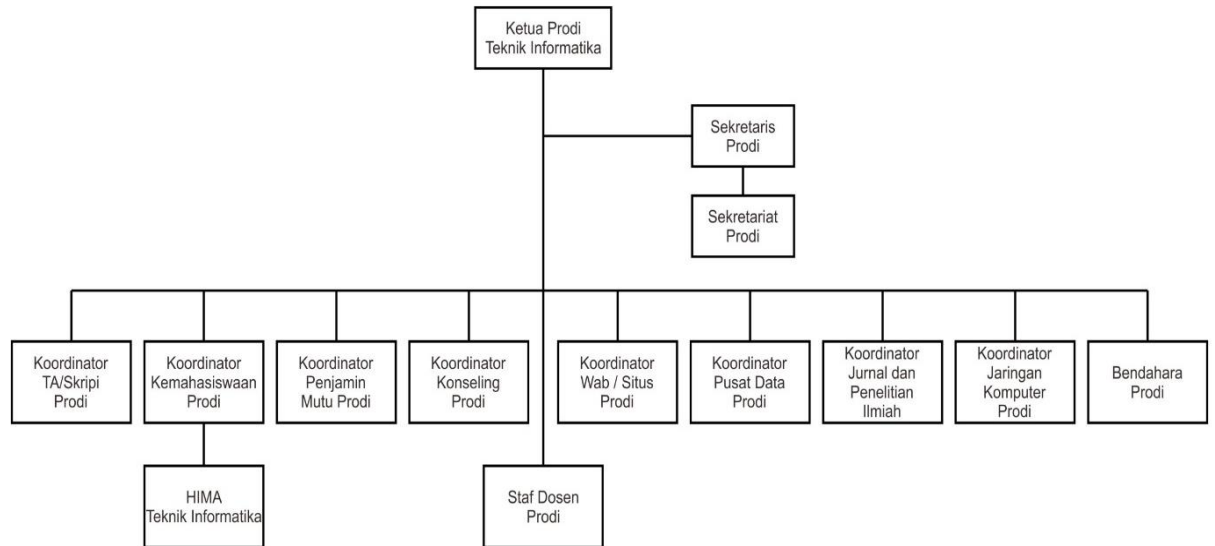 Ketua Prodi
Teknik Informatika
Sekretaris
Prodi
Sekretariat
Prodi
Koordinator
TA/Skripi
Prodi
Koordinator
Kemahasiswaan
Prodi
Koordinator
Penjamin
Mutu Prodi
Koordinator
Konseling
Prodi
Koordinator
Wab / Situs
Prodi
Koordinator
Pusat Data
Prodi
Koordinator
Jurnal dan
Penelitian
Ilmiah
Koordinator
Jaringan
Komputer
Prodi
Bendahara
Prodi
HIMA
Teknik Informatika
Staf Dosen
Prodi